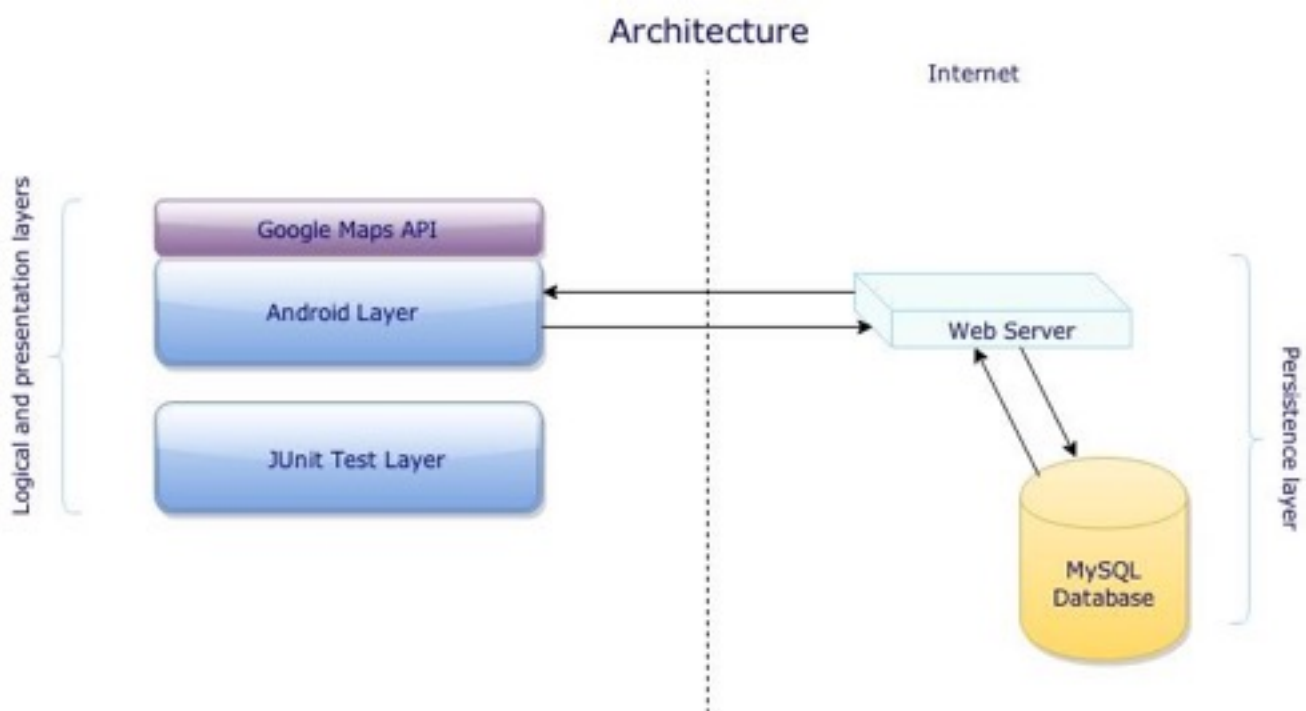 Architecture
Internet
Logical and presentation layers
Google Maps API
Android Layer
JUnit Test Layer
Web Server
MySQL
Database
Persistence layer